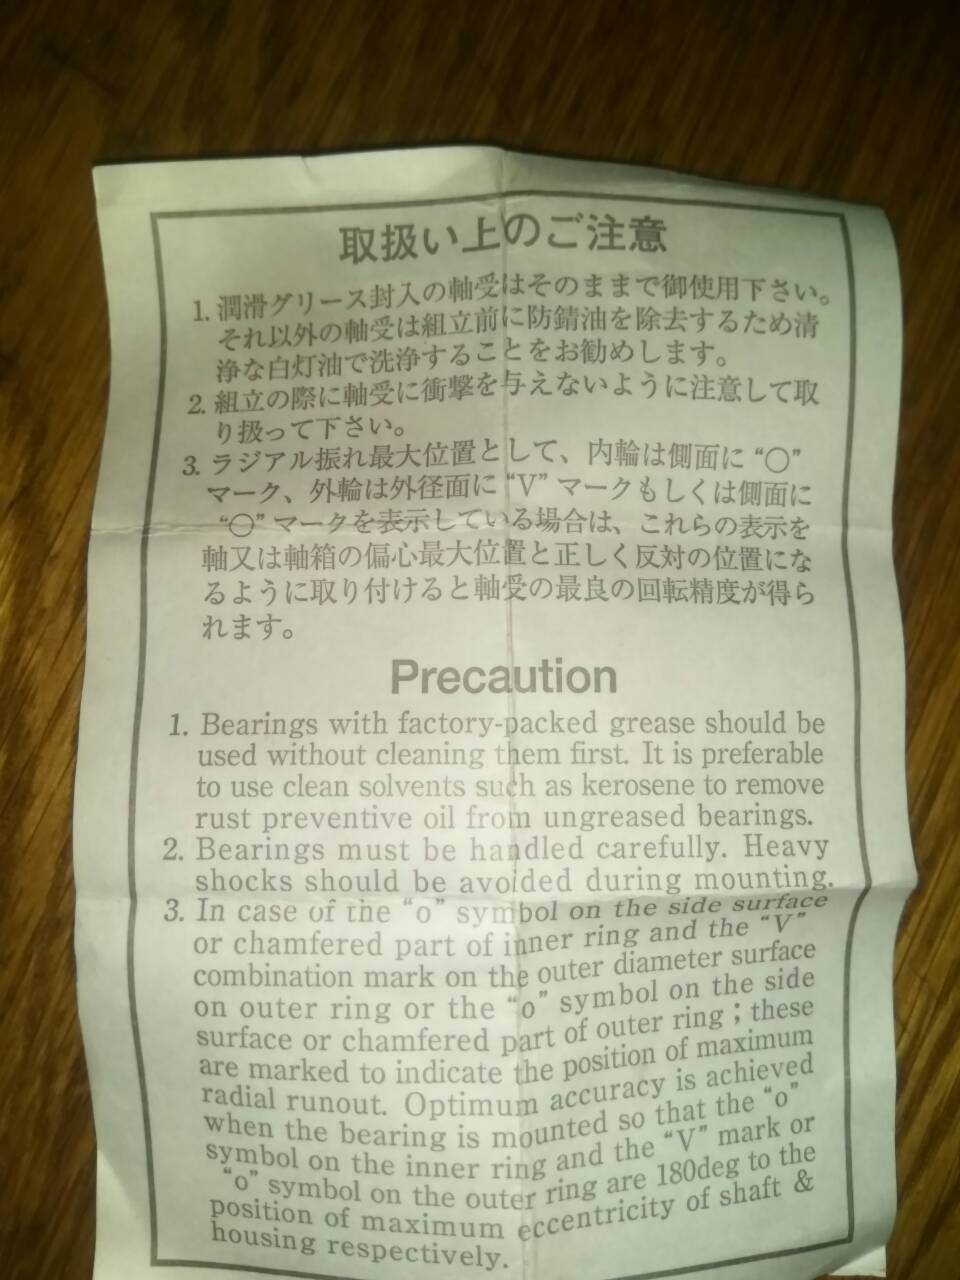 取扱い上のご注意
1. 潤滑グリース封入の軸受はそのままで御使用下さい。
それ以外の軸受は組立前に防錆油を除去するため清
浄な白灯油で洗浄することをお勧めします。
2. 組立の際に軸受に衝撃を与えないように注意して取
り扱って下さい。
3. ラジアル振れ最大位置として、内輪は側面に “○”
マーク、外輪は外径面に “V” マークもしくは側面に
“○” マークを表示している場合は、これらの表示を
軸又は軸箱の偏心最大位置と正しく反対の位置にな
るように取り付けると軸受の最良の回転精度が得ら
れます。
Precaution
1. Bearings with factory-packed grease should be
used without cleaning them first. It is preferable
to use clean solvents such as kerosene to remove
rust preventive oil from ungreased bearings.
2. Bearings must be handled carefully. Heavy
shocks should be avoided during mounting.
3. In case of the “o” symbol on the side surface
or chamfered part of inner ring and the “V”
combination mark on the outer diameter surface
on outer ring or the “o” symbol on the side
surface or chamfered part of outer ring ; these
are marked to indicate the position of maximum
radial runout. Optimum accuracy is achieved
when the bearing is mounted so that the “o”
symbol on the inner ring and the “V” mark or
“o” symbol on the outer ring are 180deg to the
position of maximum eccentricity of shaft &
housing respectively.